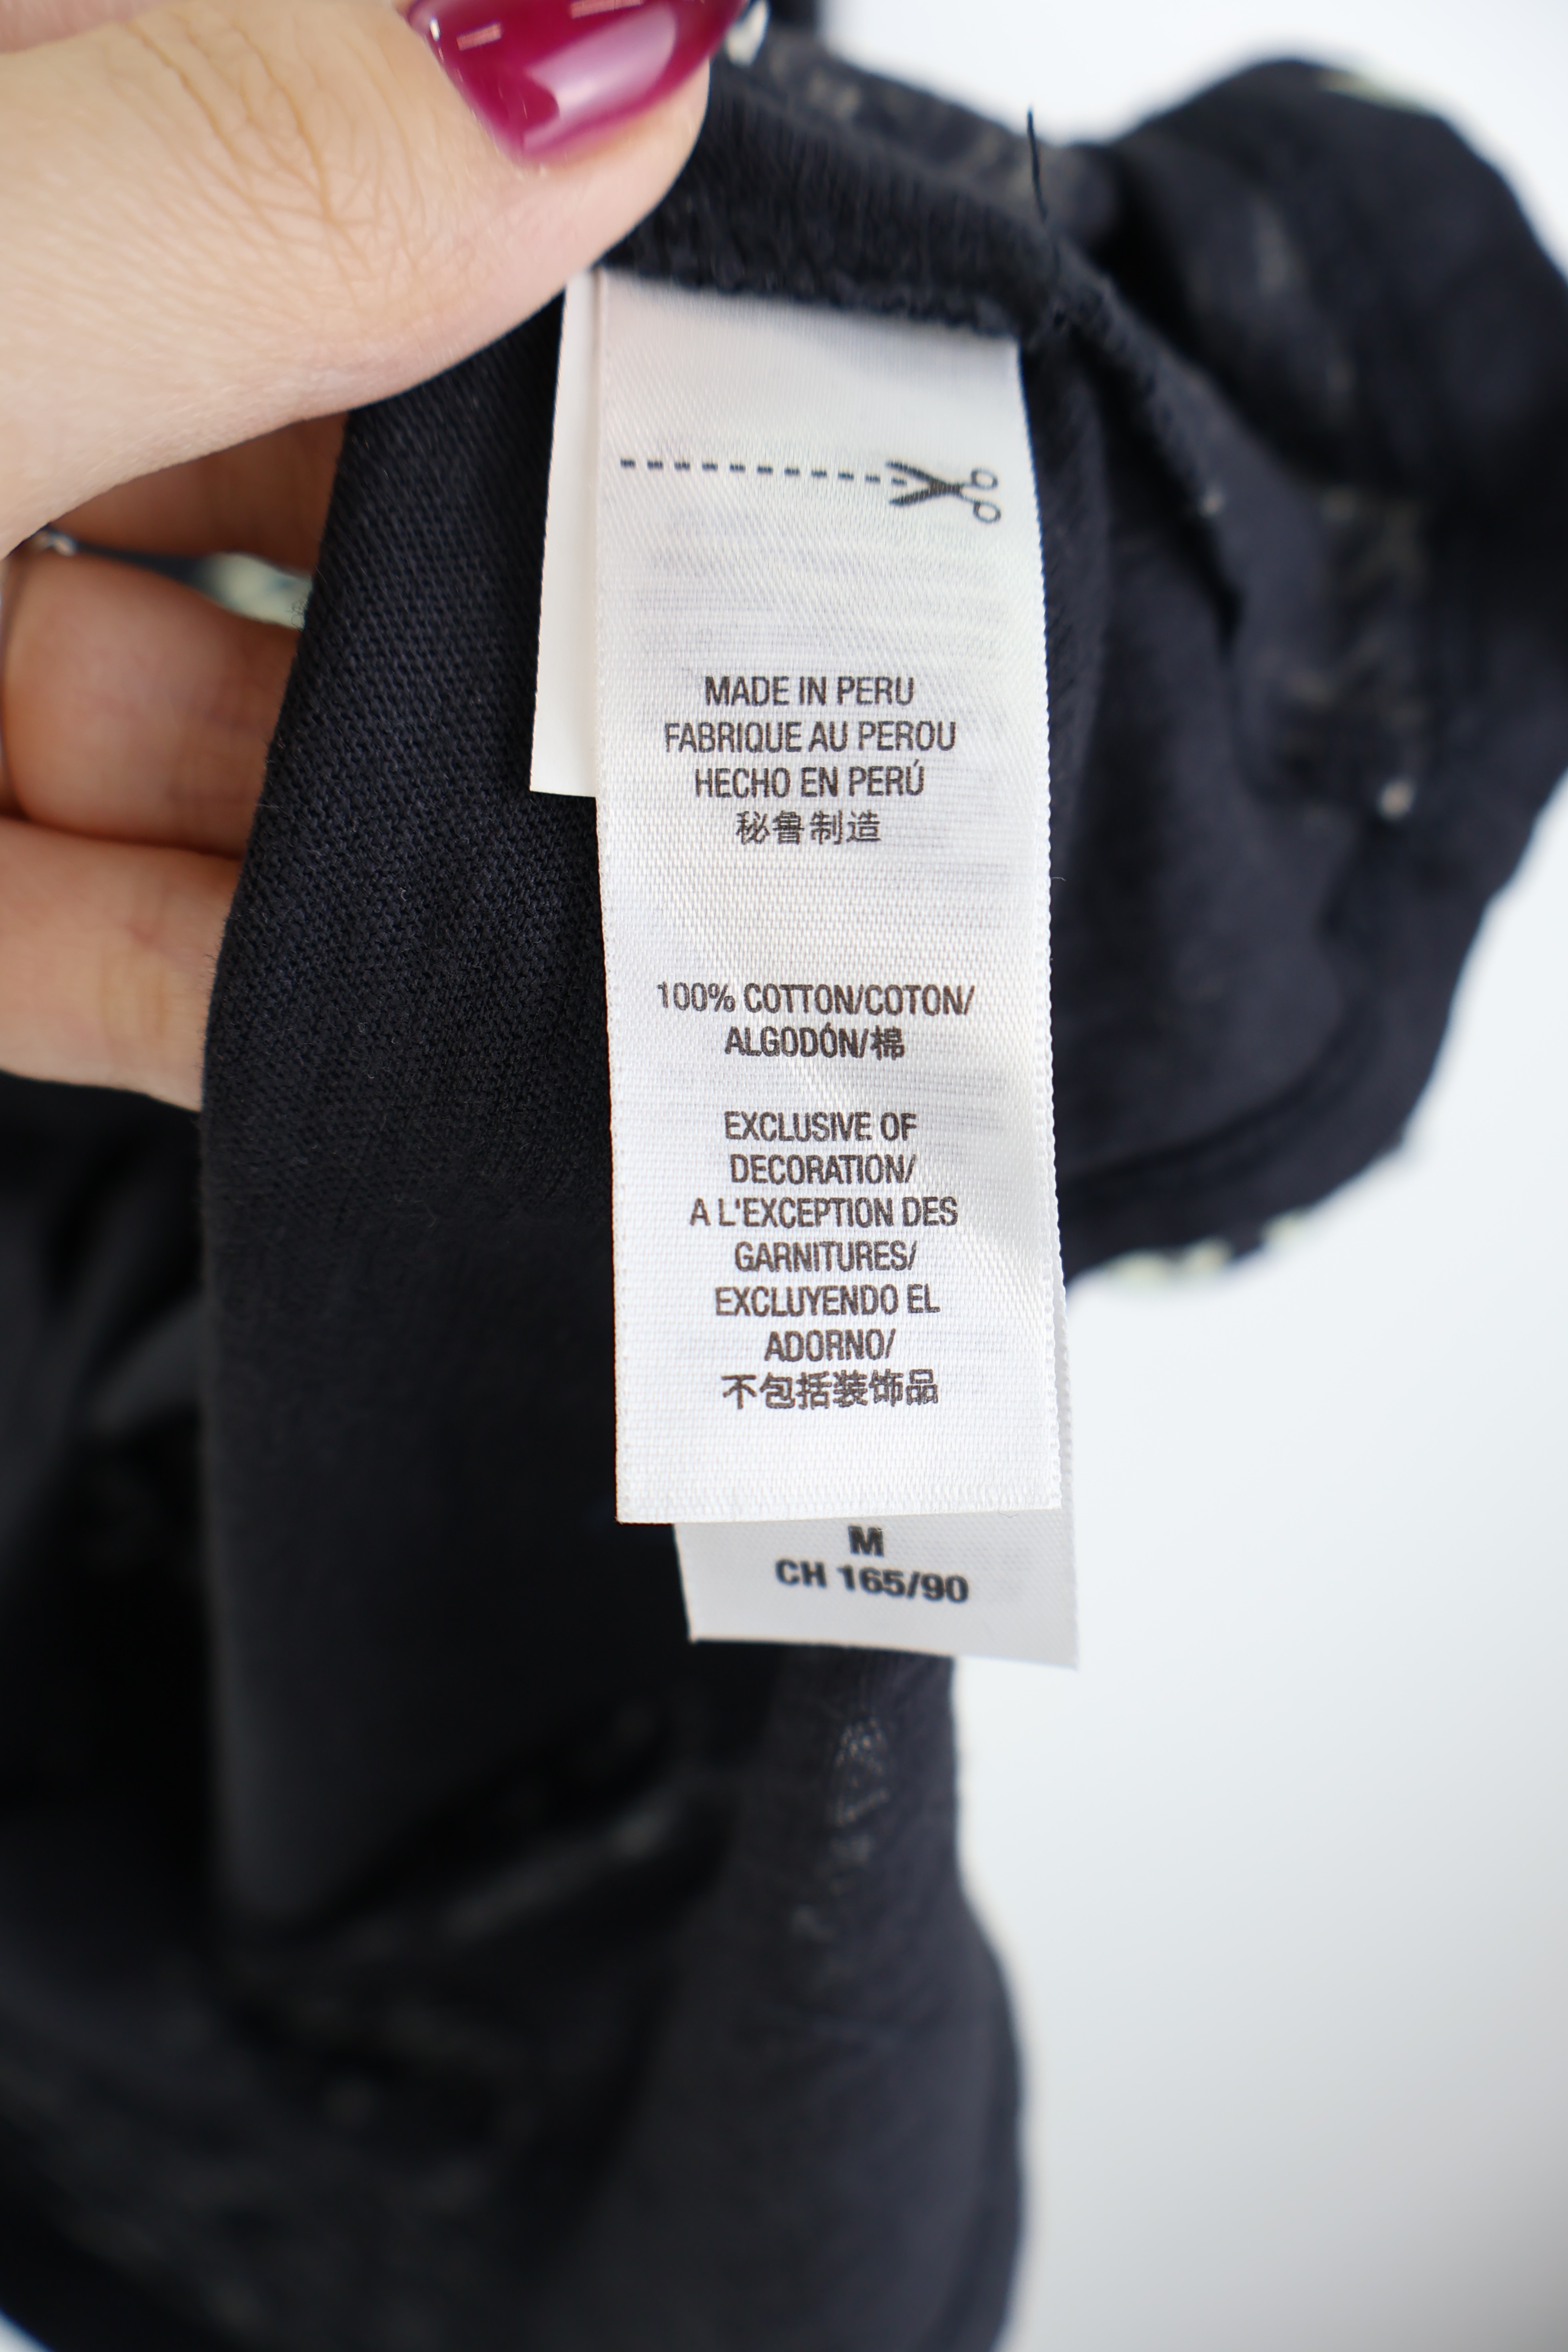 MADE IN PERU
FABRIQUE AU PEROU
HECHO EN PERÚ
秘鲁制造
100% COTTON/COTON/
ALGODÓN/棉
EXCLUSIVE OF
DECORATION/
A L'EXCEPTION DES
GARNITURES/
EXCLUYENDO EL
ADORNO/
不包括装饰品
M
CH 165/90